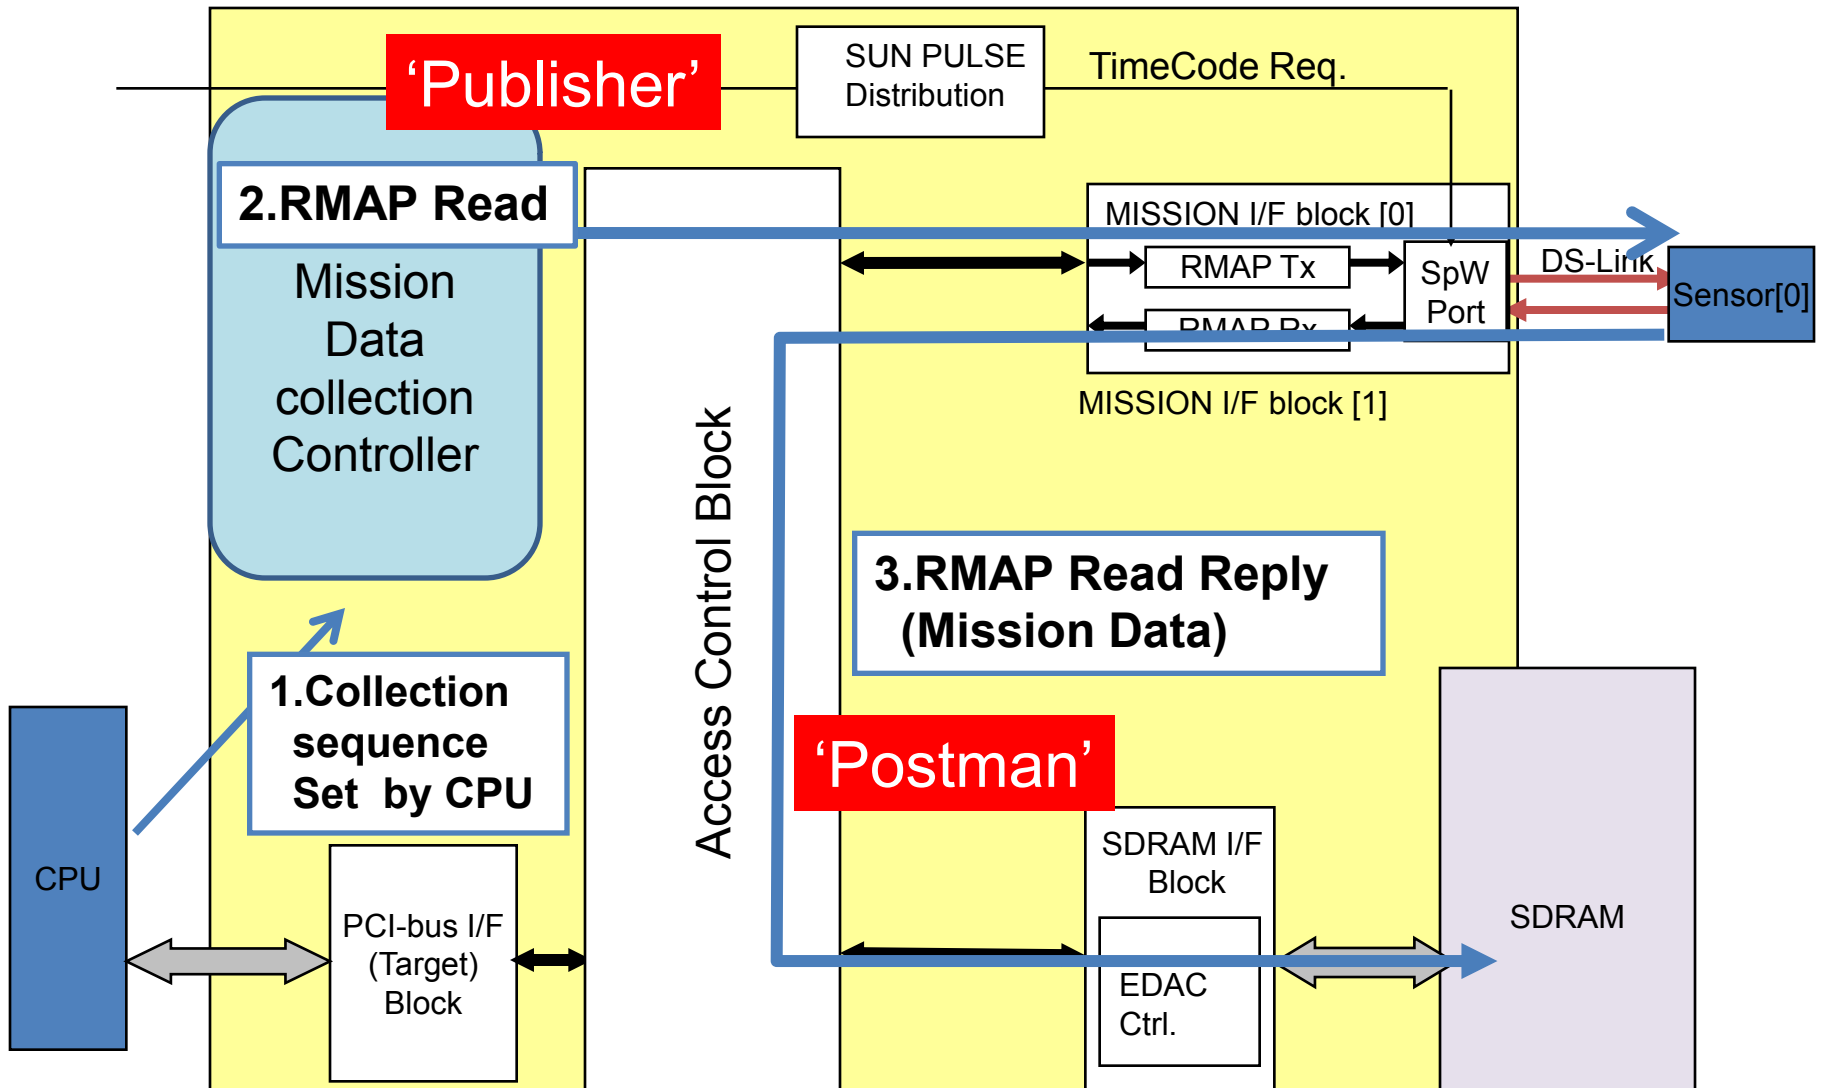 ‘Publisher’
SUN PULSE
Distribution
TimeCode Req.
2.RMAP Read
Mission
Data
collection
Controller
MISSION I/F block [0]
RMAP Tx
RMAP Rx
SpW
Port
DS-Link
Sensor[0]
MISSION I/F block [1]
Access Control Block
3.RMAP Read Reply
(Mission Data)
1.Collection
sequence
Set by CPU
‘Postman’
CPU
PCI-bus I/F
(Target)
Block
SDRAM I/F
Block
EDAC
Ctrl.
SDRAM